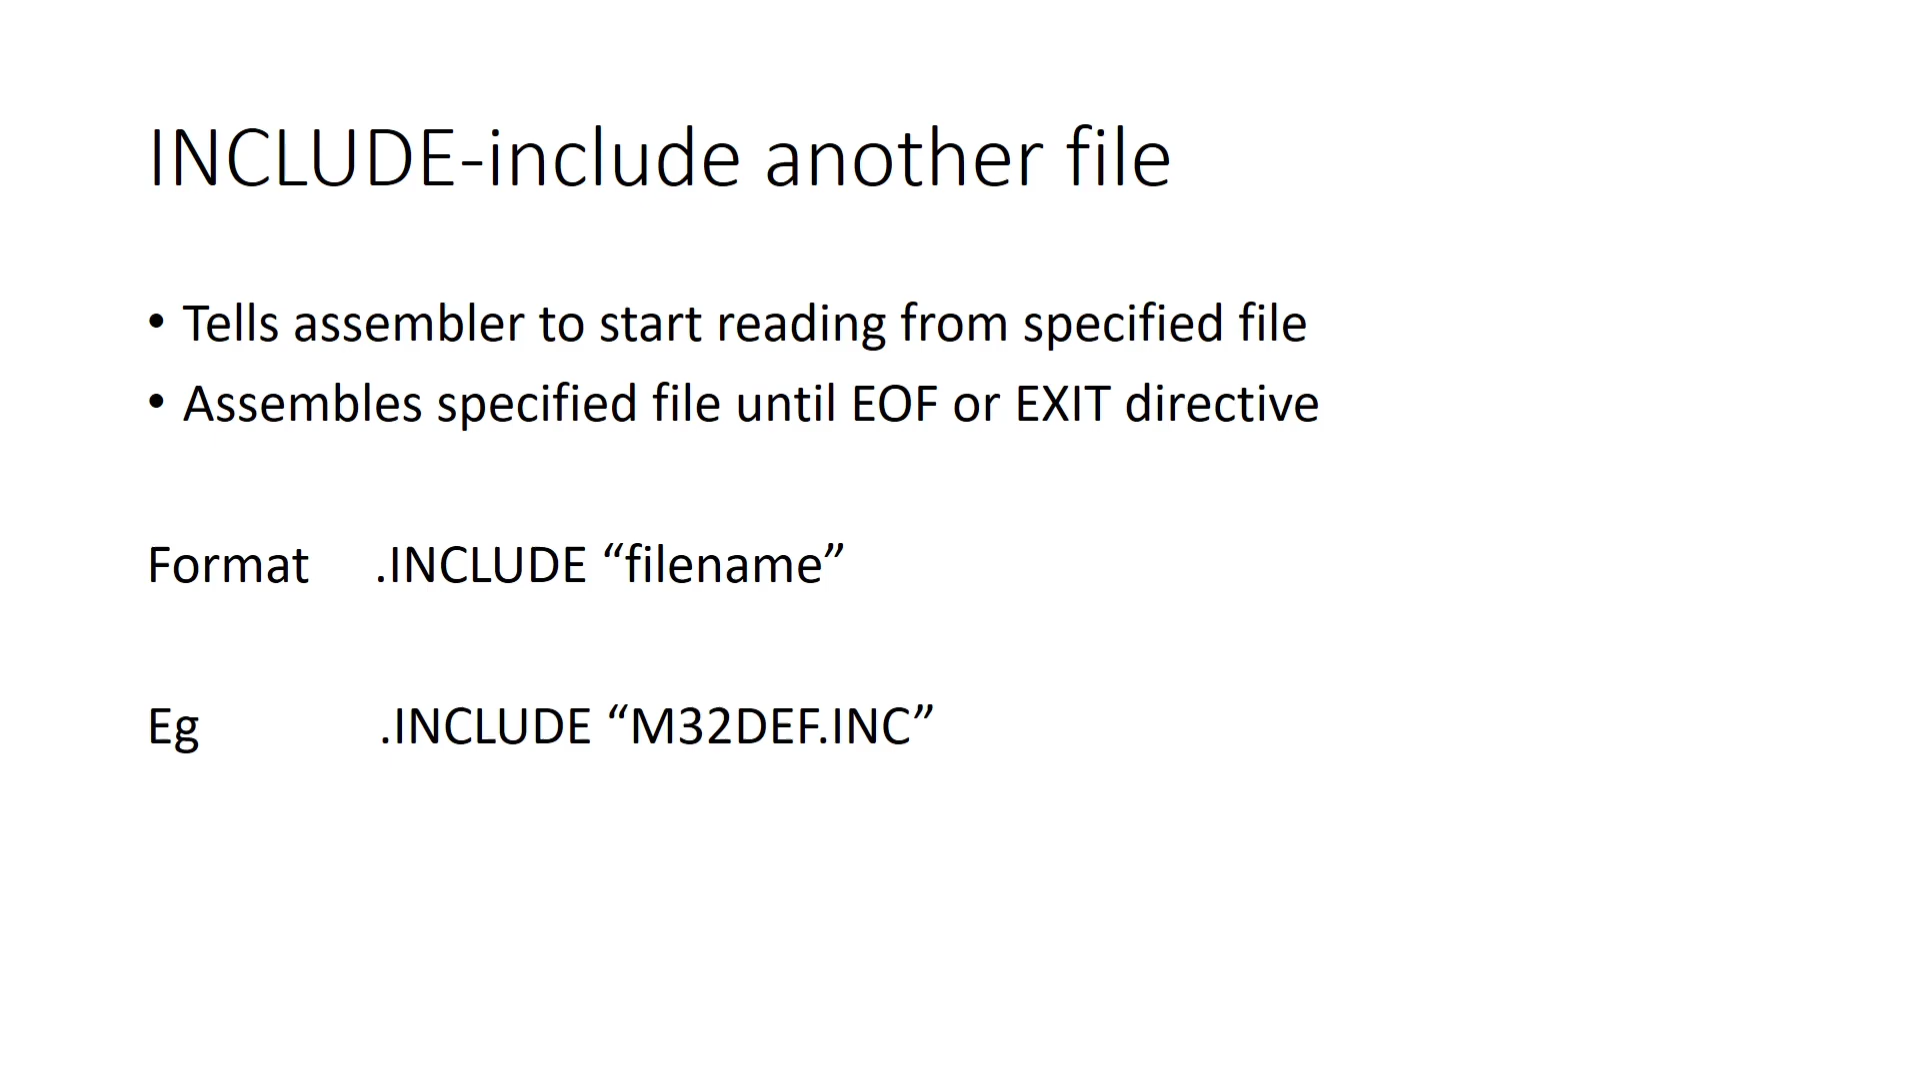 INCLUDE-include another file
• Tells assembler to start reading from specified file
• Assembles specified file until EOF or EXIT directive
Format .INCLUDE “filename”
Eg .INCLUDE “M32DEF.INC”